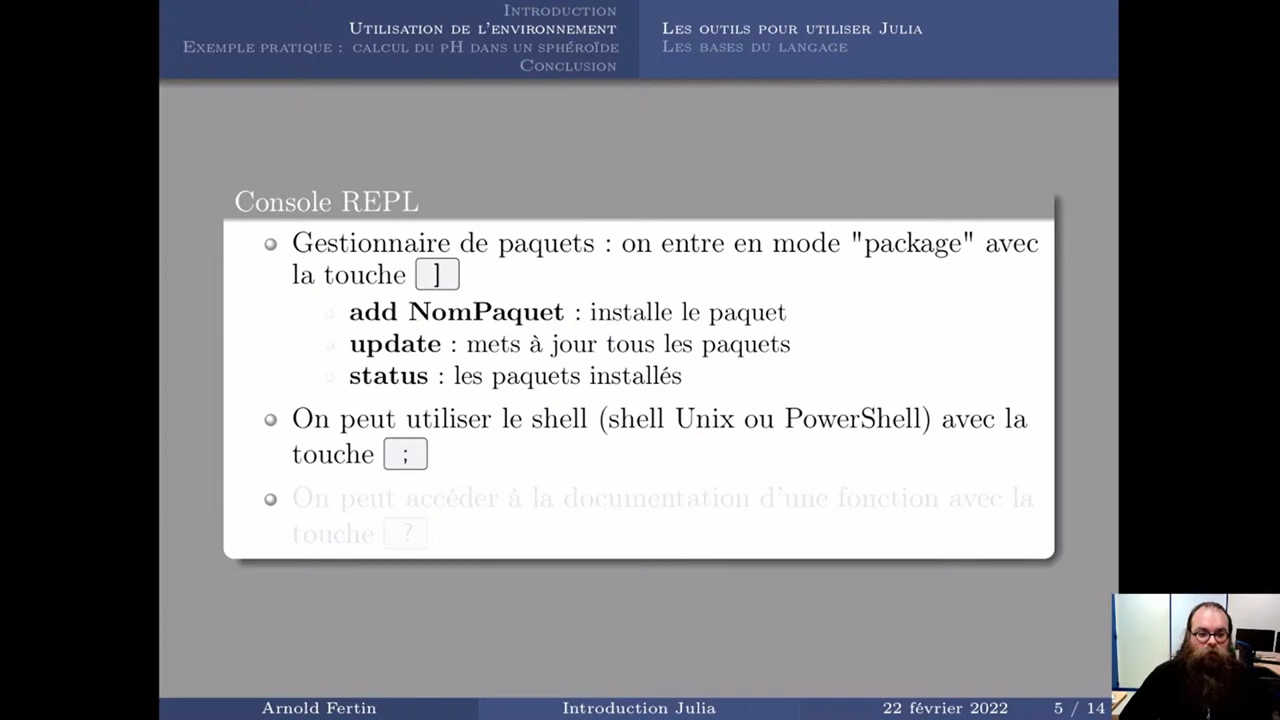 Introduction
Utilisation de l'environnement
Exemple pratique : calcul du pH dans un sphéroïde
Conclusion
Les outils pour utiliser Julia
Les bases du langage
Console REPL
Gestionnaire de paquets : on entre en mode "package" avec
la touche ]
add NomPaquet : installe le paquet
update : mets à jour tous les paquets
status : les paquets installés
On peut utiliser le shell (shell Unix ou PowerShell) avec la
touche ;
On peut accéder à la documentation d'une fonction avec la
touche ?
Arnold Fertin
Introduction Julia
22 février 2022
5 / 14